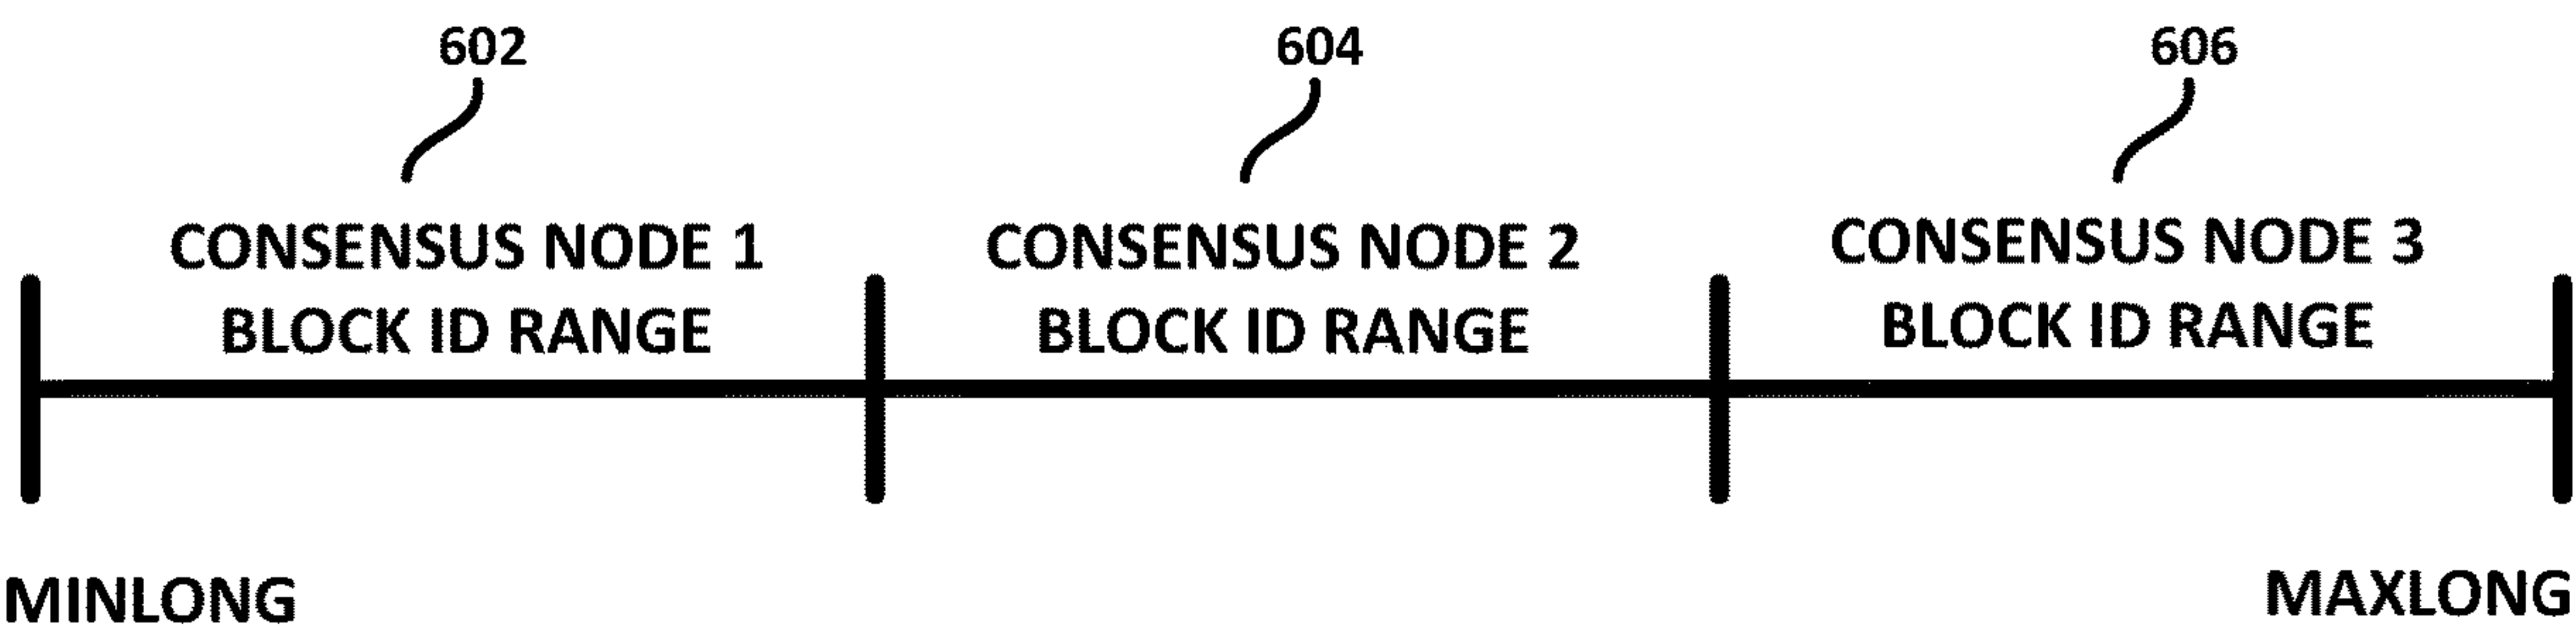 602
604
606
CONSENSUS NODE 1
BLOCK ID RANGE
CONSENSUS NODE 2
BLOCK ID RANGE
CONSENSUS NODE 3
BLOCK ID RANGE
MINLONG
MAXLONG